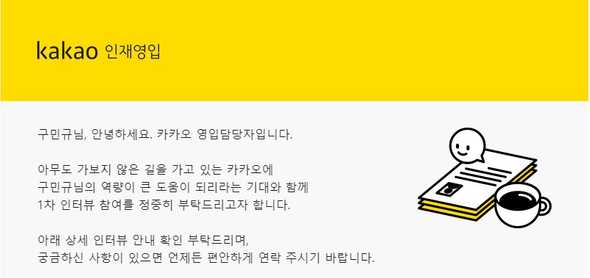 kakao 인재영입
구민규님, 안녕하세요. 카카오 영입담당자입니다.
아무도 가보지 않은 길을 가고 있는 카카오에
구민규님의 역량이 큰 도움이 되리라는 기대와 함께
1차 인터뷰 참여를 정중히 부탁드리고자 합니다.
아래 상세 인터뷰 안내 확인 부탁드리며,
궁금하신 사항이 있으면 언제든 편안하게 연락 주시기 바랍니다.